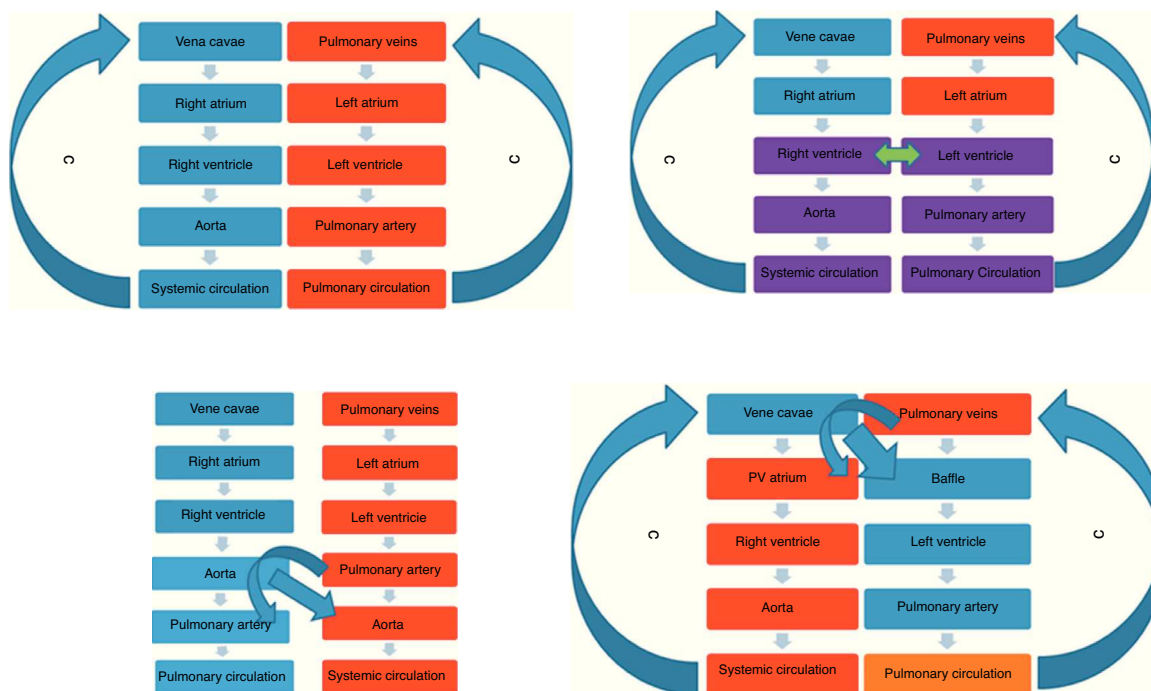 Vena cavae
Pulmonary veins
Right atrium
Left atrium
Right ventricle
Left ventricle
Aorta
Pulmonary artery
Systemic circulation
Pulmonary circulation
c
c
Vene cavae
Pulmonary veins
Right atrium
Left atrium
Right ventricle
Left ventricle
Aorta
Pulmonary artery
Systemic circulation
Pulmonary Circulation
c
c
Vene cavae
Pulmonary veins
Right atrium
Left atrium
Right ventricle
Left ventricie
Aorta
Pulmonary artery
Pulmonary artery
Aorta
Pulmonary circulation
Systemic circulation
Vene cavae
Pulmonary veins
PV atrium
Baffle
Right ventricle
Left ventricle
Aorta
Pulmonary artery
Systemic circulation
Pulmonary circulation
c
c